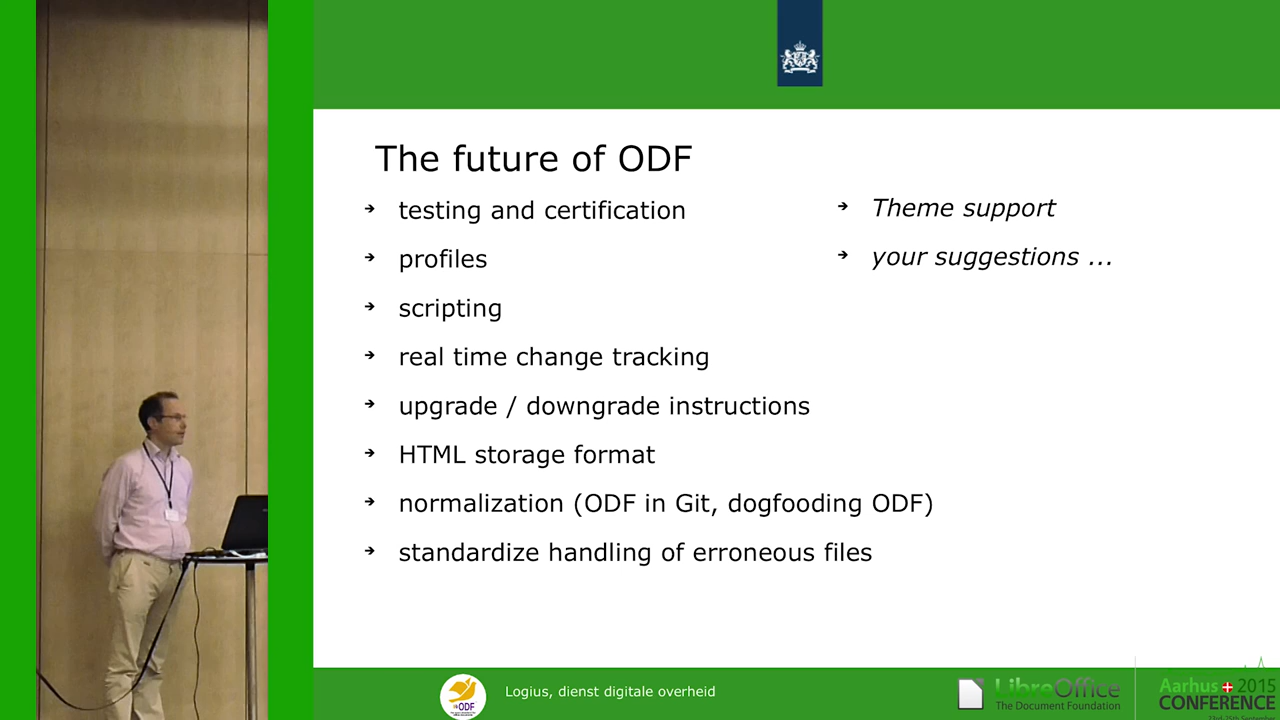 The future of ODF
testing and certification
profiles
scripting
real time change tracking
upgrade / downgrade instructions
HTML storage format
normalization (ODF in Git, dogfooding ODF)
standardize handling of erroneous files
Theme support
your suggestions ...
ODF
Logius, dienst digitale overheid
LibreOffice
The Document Foundation
Aarhus 2015
CONFERENCE